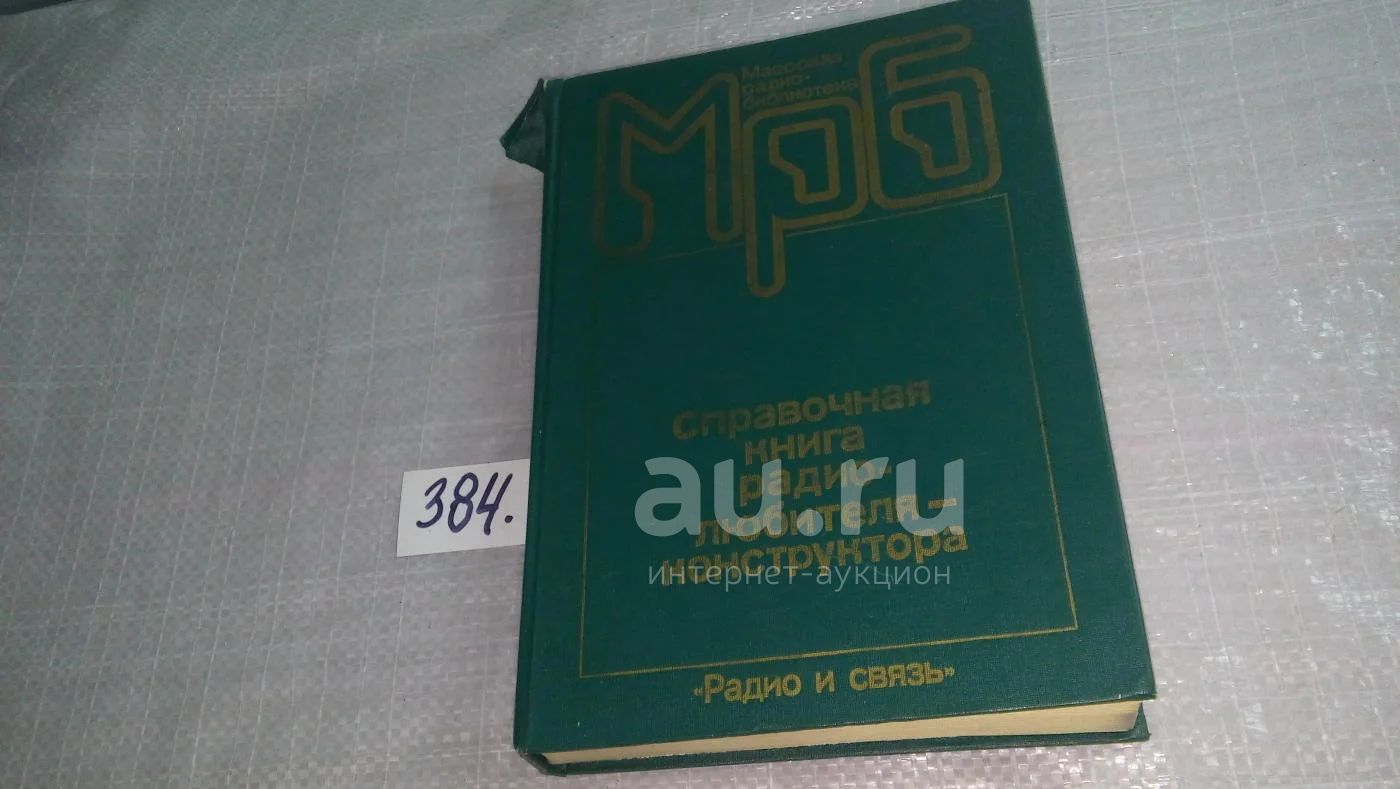 Массовая
радио-
библиотека
МРБ
справочная
книга
радио-
любителя-
конструктора
«Радио и связь»
384.
au.ru
интернет-аукцион